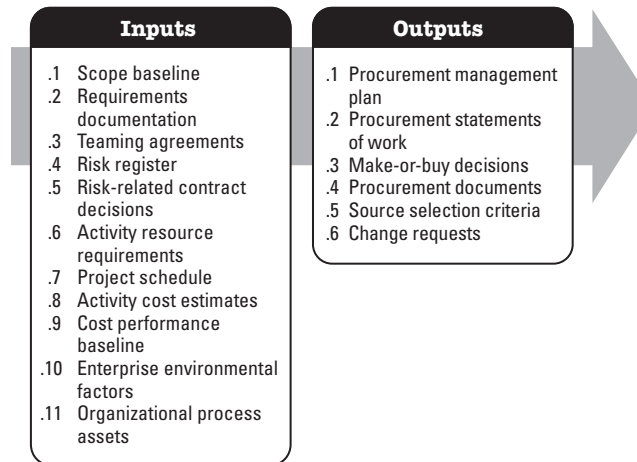 Inputs
.1 Scope baseline
.2 Requirements
documentation
.3 Teaming agreements
.4 Risk register
.5 Risk-related contract
decisions
.6 Activity resource
requirements
.7 Project schedule
.8 Activity cost estimates
.9 Cost performance
baseline
.10 Enterprise environmental
factors
.11 Organizational process
assets
Outputs
.1 Procurement management
plan
.2 Procurement statements
of work
.3 Make-or-buy decisions
.4 Procurement documents
.5 Source selection criteria
.6 Change requests